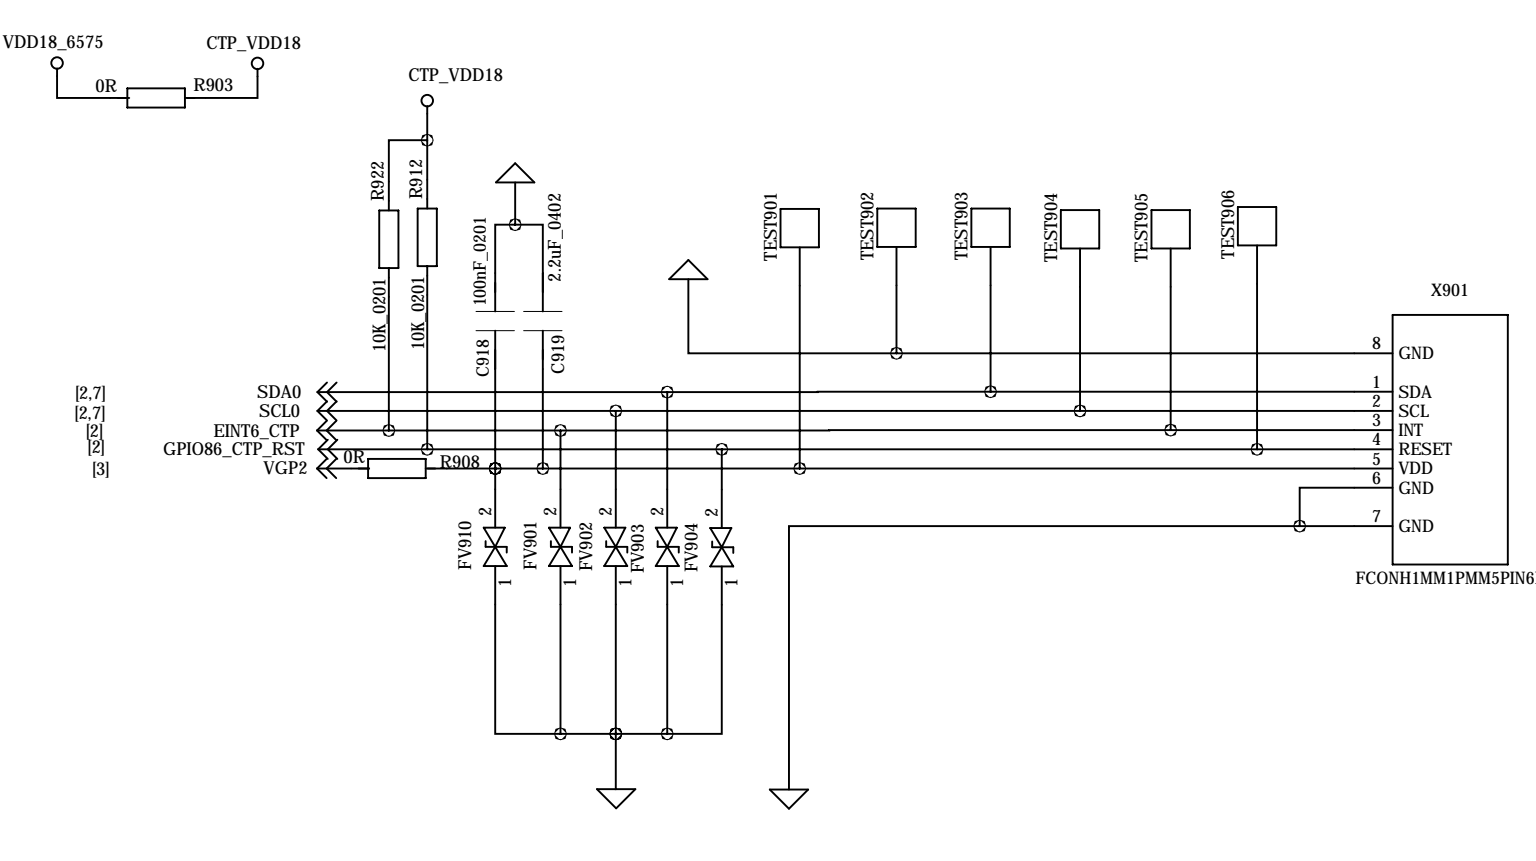 VDD18_6575
CTP_VDD18
0R
R903
CTP_VDD18
R922
R912
10K_0201
10K_0201
100nF_0201
2.2uF_0402
C918
C919
TEST901
TEST902
TEST903
TEST904
TEST905
TEST906
X901
8 GND
[2,7] SDA0 1 SDA
[2,7] SCL0 2 SCL
[2] EINT6_CTP 3 INT
[2] GPIO86_CTP_RST 4 RESET
[3] VGP2 0R R908 5 VDD
6 GND
7 GND
FCONH1MM1PMM5PIN6
2 2 2 2 2
FV910 FV901 FV902 FV903 FV904
1 1 1 1 1